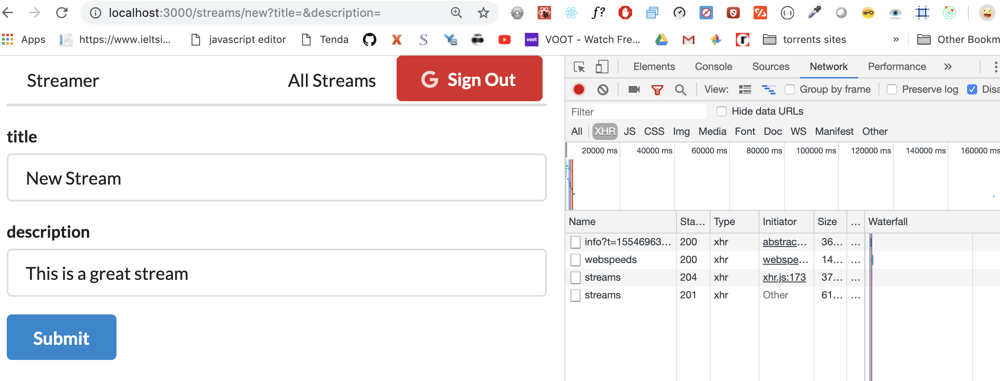 localhost:3000/streams/new?title=&description=
f?
{...}
Apps
https://www.ieltsi...
javascript editor
Tenda
X
S
voot
VOOT - Watch Fre...
r
torrents sites
»
Other Bookm
Streamer
All Streams
G Sign Out
title
New Stream
description
This is a great stream
Submit
Elements
Console
Sources
Network
Performance
»
View:
Group by frame
Preserve log
Disa
Filter
Hide data URLs
All
XHR
JS
CSS
Img
Media
Font
Doc
WS
Manifest
Other
20000 ms
40000 ms
60000 ms
80000 ms
100000 ms
120000 ms
140000 ms
160000 ms
Name
Sta...
Type
Initiator
Size
...
Waterfall
info?t=15546963... 200 xhr abstrac... 36... ...
webspeeds 200 xhr webspe... 14... ...
streams 204 xhr xhr.js:173 37... ...
streams 201 xhr Other 61... ...